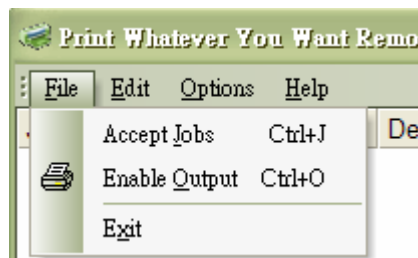 Print Whatever You Want Remo
File Edit Options Help
Accept Jobs Ctrl+J
De
Enable Output Ctrl+O
Exit